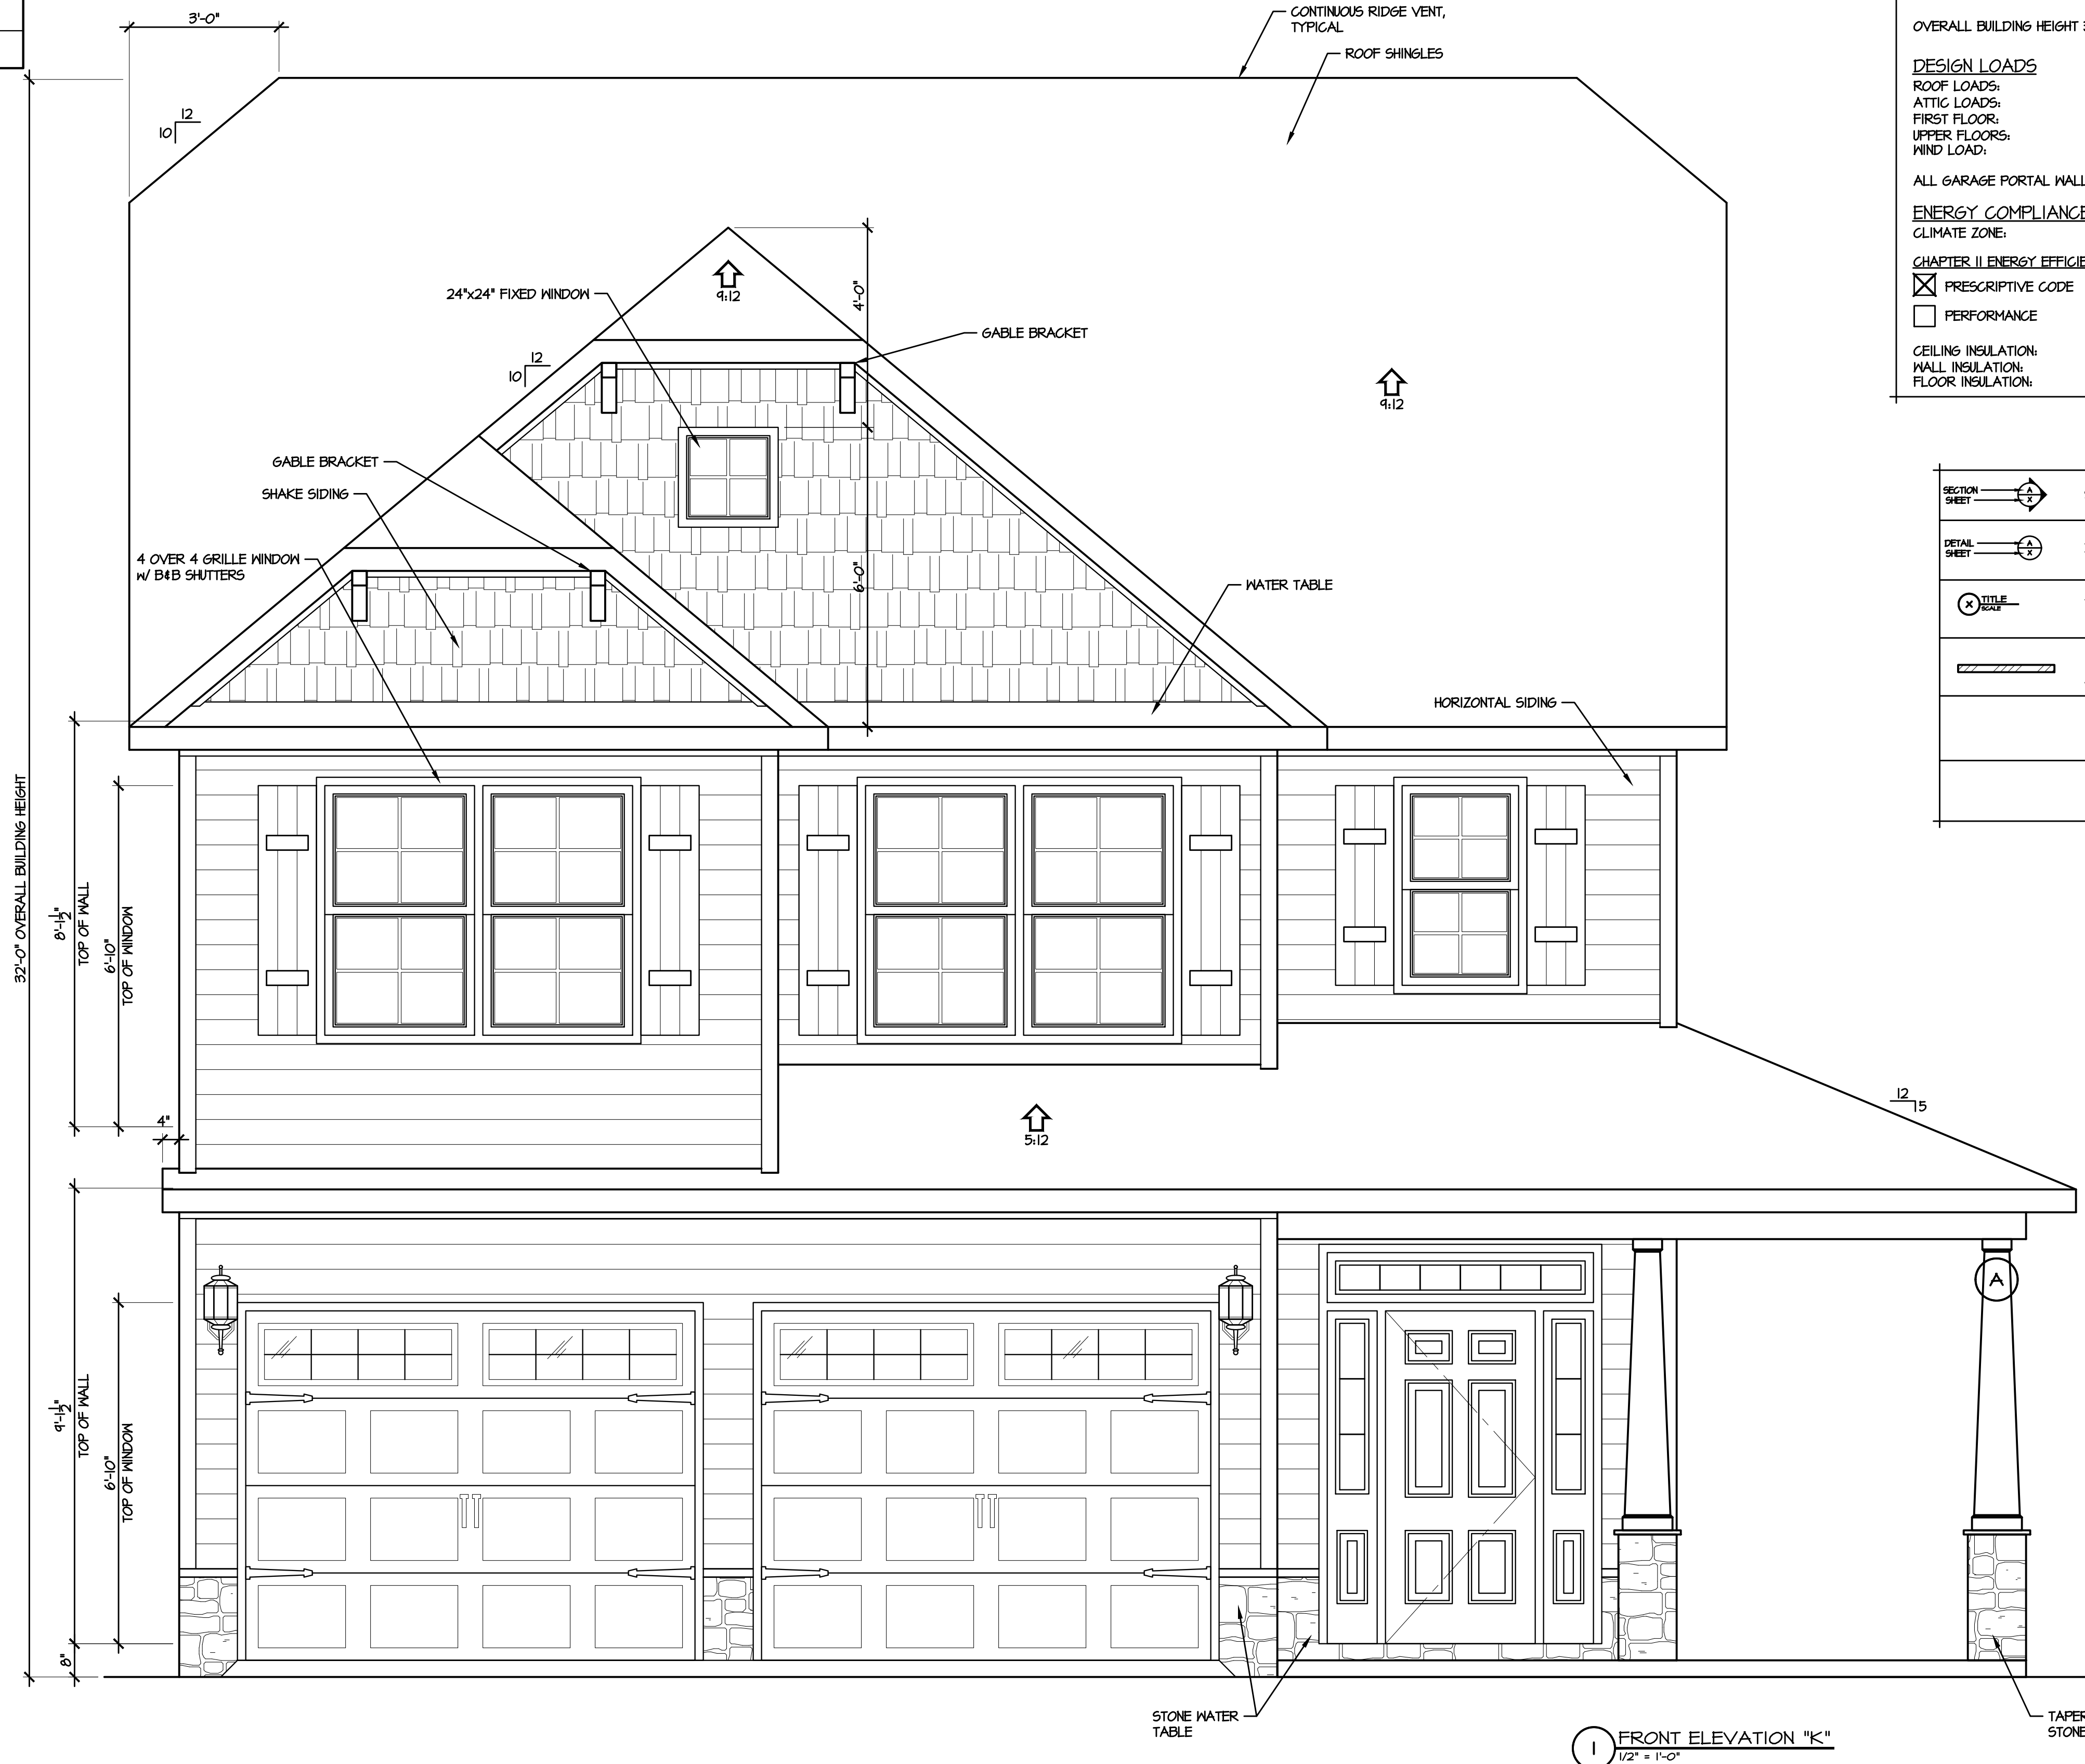 3'-0"
CONTINUOUS RIDGE VENT,
TYPICAL
ROOF SHINGLES
12
10
9:12
24"x24" FIXED WINDOW
4'-0"
GABLE BRACKET
12
10
9:12
GABLE BRACKET
SHAKE SIDING
4 OVER 4 GRILLE WINDOW
W/ B&B SHUTTERS
6'-0"
WATER TABLE
HORIZONTAL SIDING
32'-0" OVERALL BUILDING HEIGHT
8'-1 1/2"
TOP OF WALL
6'-10"
TOP OF WINDOW
4"
5:12
12
5
9'-1 1/2"
TOP OF WALL
6'-10"
TOP OF WINDOW
8"
A
STONE WATER
TABLE
TAPER
STONE
1 FRONT ELEVATION "K"
1/2" = 1'-0"
OVERALL BUILDING HEIGHT
DESIGN LOADS
ROOF LOADS:
ATTIC LOADS:
FIRST FLOOR:
UPPER FLOORS:
WIND LOAD:
ALL GARAGE PORTAL WALL
ENERGY COMPLIANCE
CLIMATE ZONE:
CHAPTER 11 ENERGY EFFICIE
PRESCRIPTIVE CODE
PERFORMANCE
CEILING INSULATION:
WALL INSULATION:
FLOOR INSULATION:
SECTION A
SHEET X
DETAIL A
SHEET X
X TITLE
SCALE